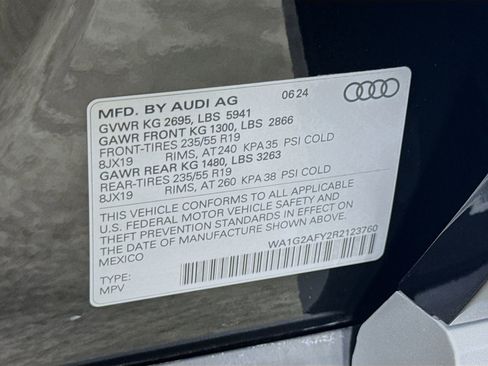 MFD. BY AUDI AG 06 24
GVWR KG 2695, LBS 5941
GAWR FRONT KG 1300, LBS 2866
FRONT-TIRES 235/55 R19
8JX19 RIMS, AT 240 KPA 35 PSI COLD
GAWR REAR KG 1480, LBS 3263
REAR-TIRES 235/55 R19
8JX19 RIMS, AT 260 KPA 38 PSI COLD
THIS VEHICLE CONFORMS TO ALL APPLICABLE
U.S. FEDERAL MOTOR VEHICLE SAFETY AND
THEFT PREVENTION STANDARDS IN EFFECT ON
THE DATE OF MANUFACTURE SHOWN ABOVE.
MEXICO
WA1G2AFY2R2123760
TYPE:
MPV